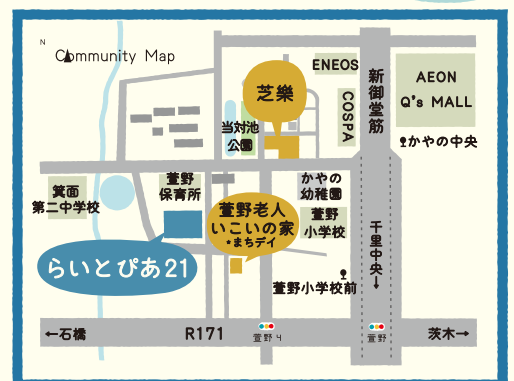 N
Community Map
ENEOS
新御堂筋
AEON
Q's MALL
芝樂
COSPA
当対池
公園
かやの中央
箕面
第二中学校
萱野
保育所
かやの
幼稚園
萱野老人
いこいの家
★まちデイ
萱野
小学校
千里中央→
らいとぴあ21
萱野小学校前
←石橋
R171
萱野4
萱野
茨木→